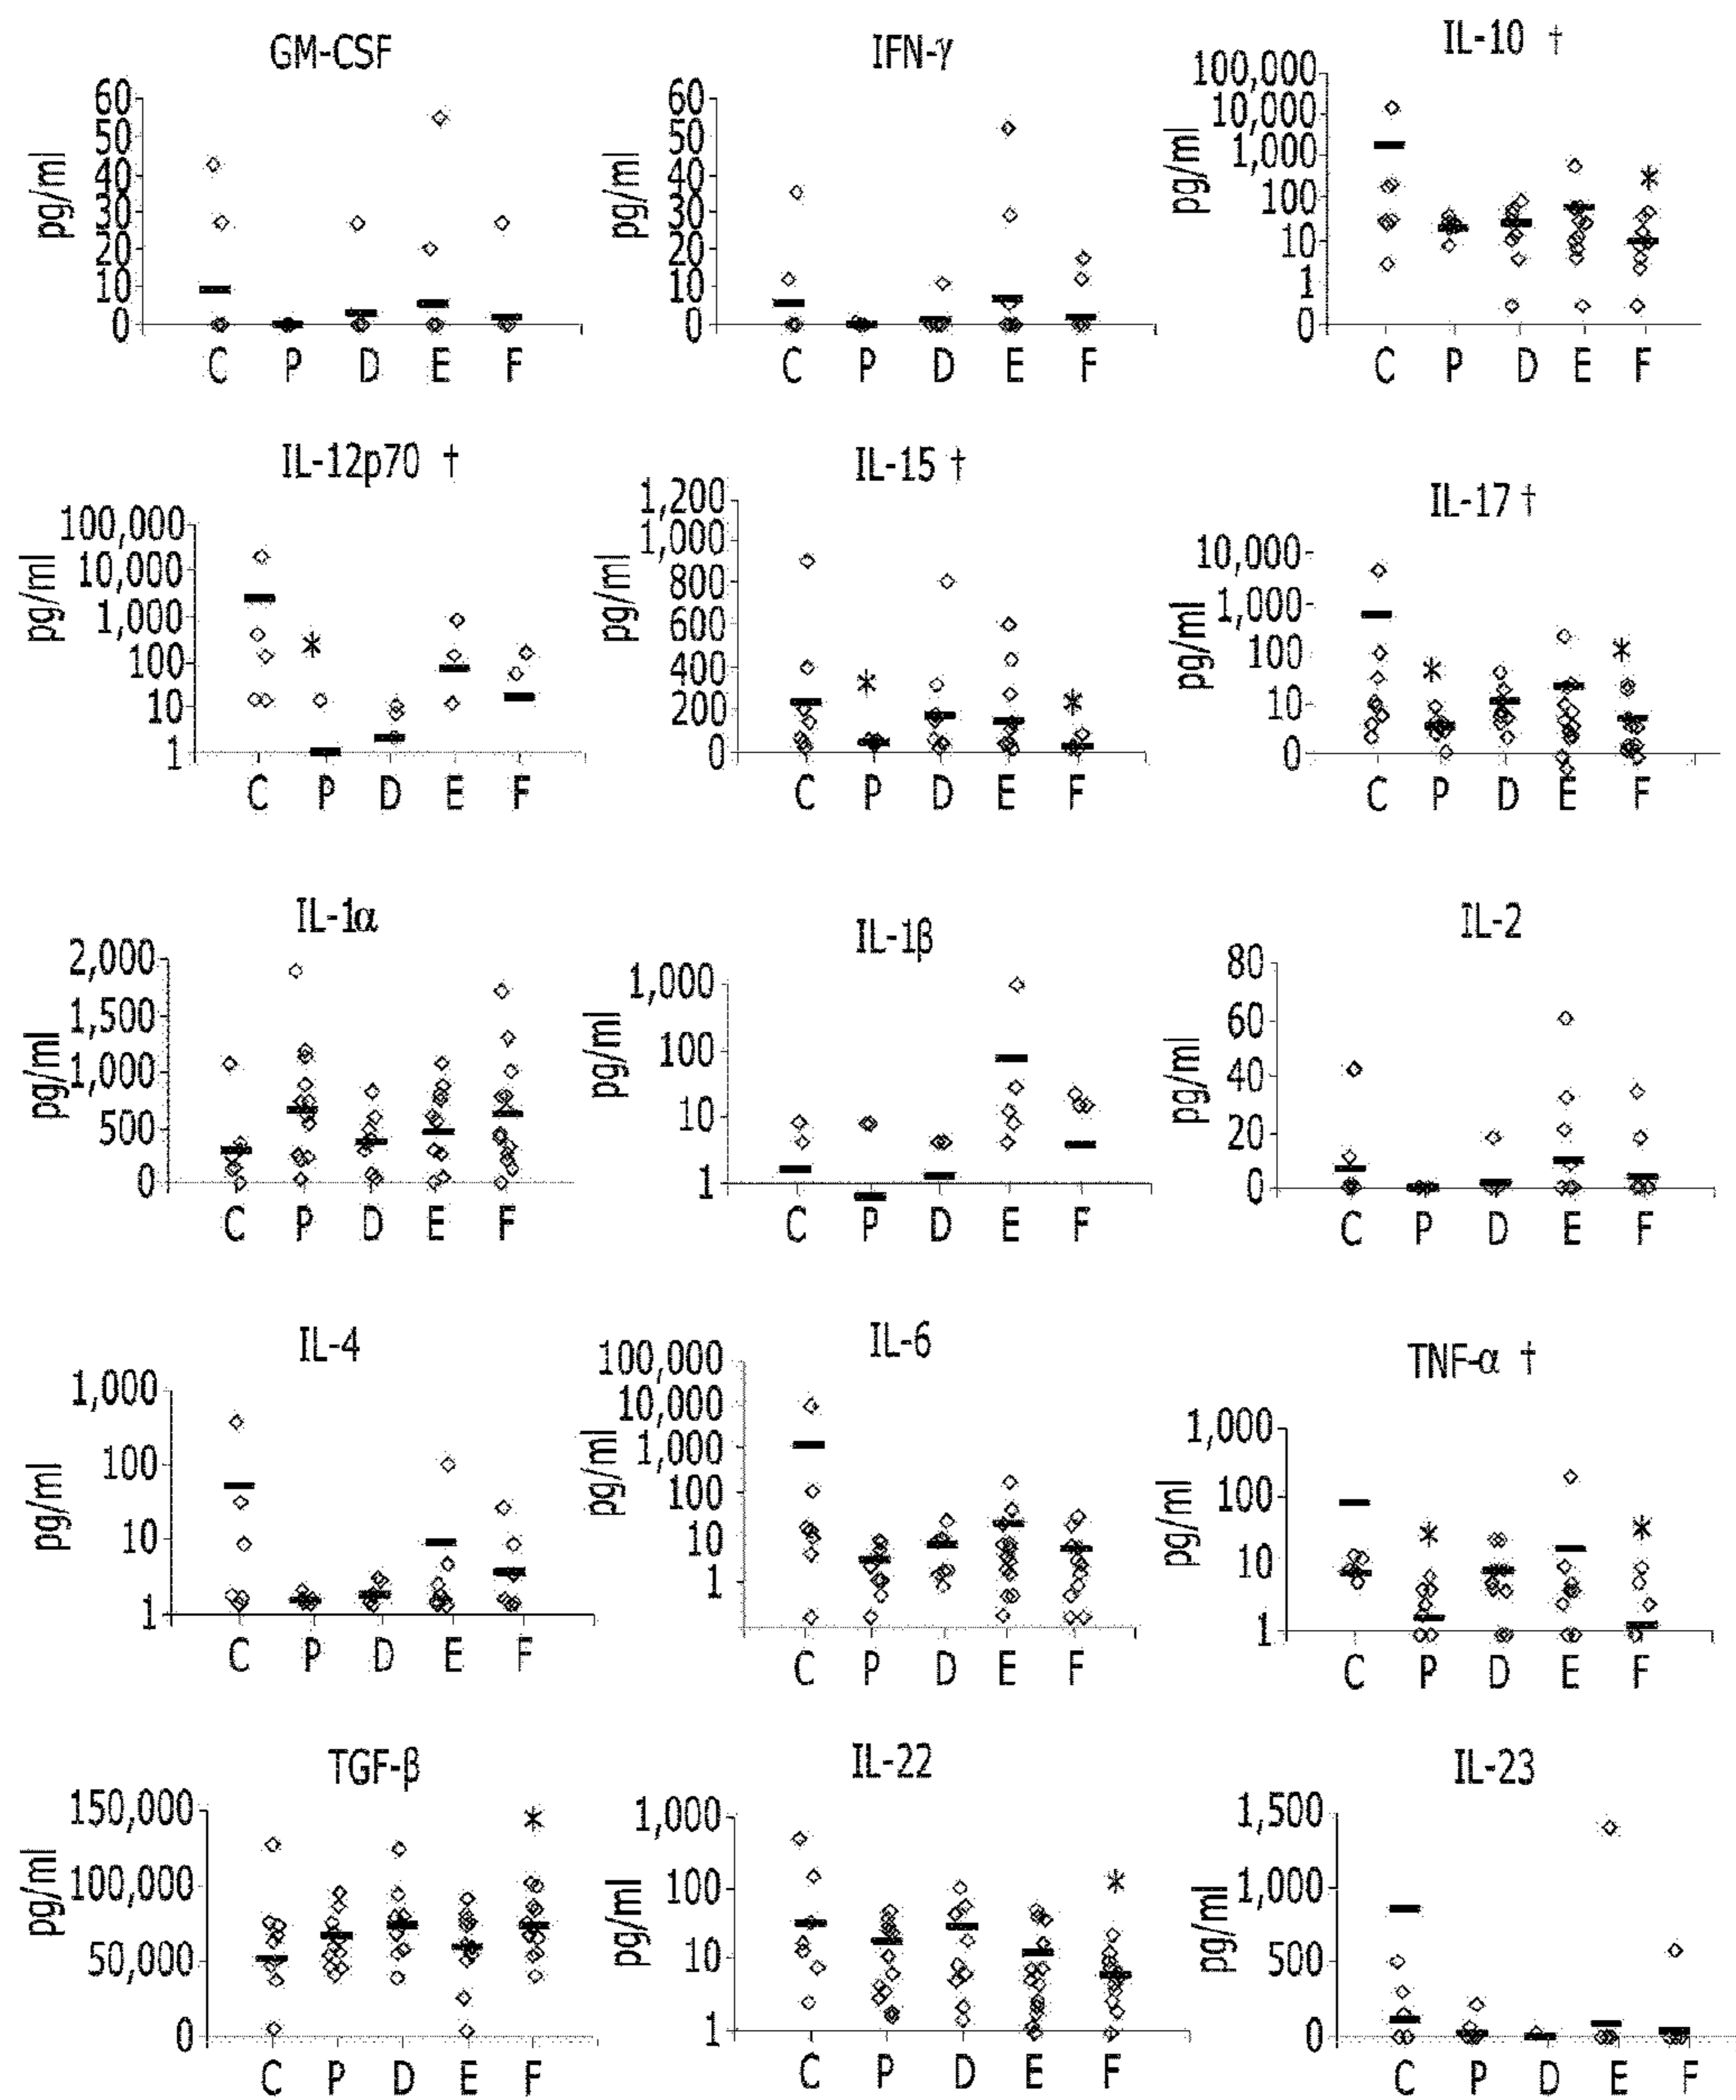 GM-CSF
60
50
40
30
20
10
0
pg/ml
C P D E F
IFN-γ
60
50
40
30
20
10
0
pg/ml
C P D E F
IL-10 †
100,000
10,000
1,000
100
10
1
0
pg/ml
*
C P D E F
IL-12p70 †
100,000
10,000
1,000
100
10
1
pg/ml
*
C P D E F
IL-15 †
1,200
1,000
800
600
400
200
0
pg/ml
* *
C P D E F
IL-17 †
10,000
1,000
100
10
0
pg/ml
* *
C P D E F
IL-1α
2,000
1,500
1,000
500
0
pg/ml
C P D E F
IL-1β
1,000
100
10
1
pg/ml
C P D E F
IL-2
80
60
40
20
0
pg/ml
C P D E F
IL-4
1,000
100
10
1
pg/ml
C P D E F
IL-6
100,000
10,000
1,000
100
10
1
pg/ml
C P D E F
TNF-α †
1,000
100
10
1
pg/ml
* *
C P D E F
TGF-β
150,000
100,000
50,000
0
pg/ml
*
C P D E F
IL-22
1,000
100
10
1
pg/ml
*
C P D E F
IL-23
1,500
1,000
500
0
pg/ml
C P D E F